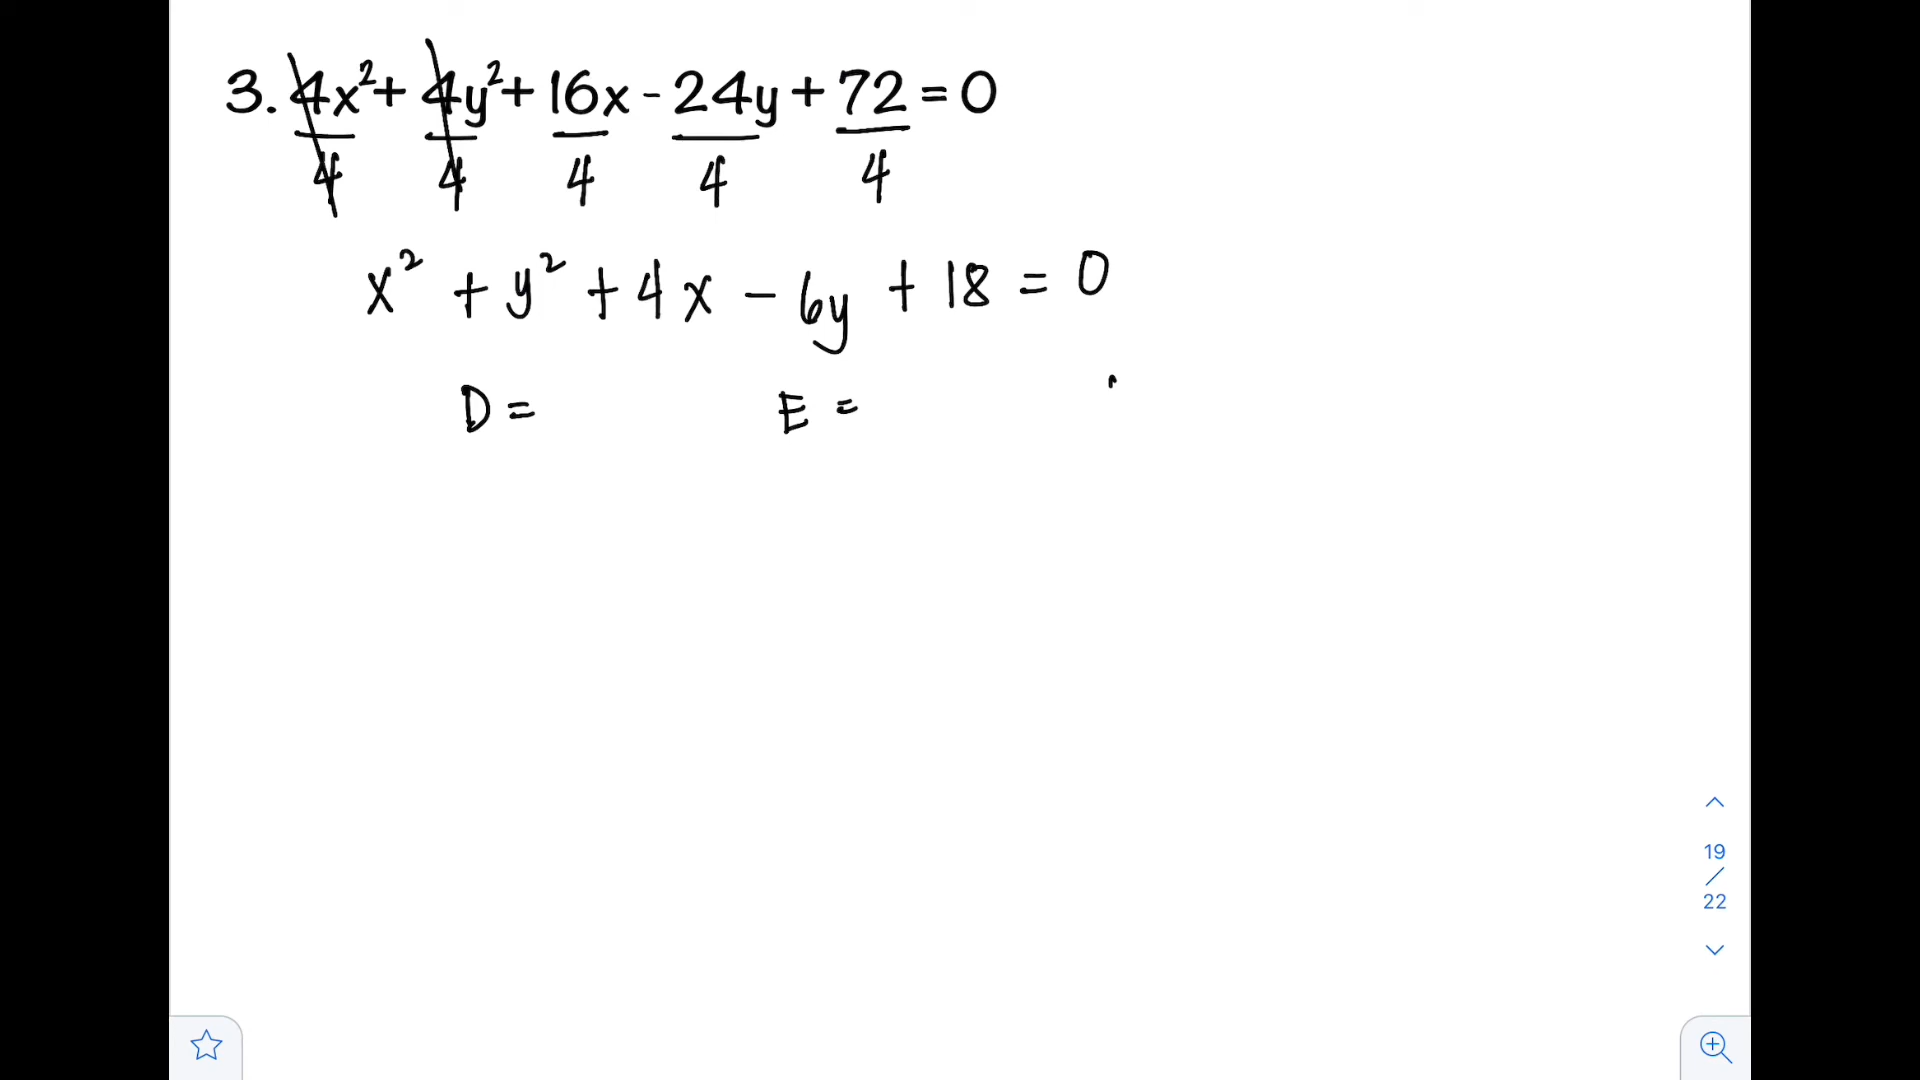 3. 4x²+ 4y²+ 16x - 24y + 72 = 0
4 4 4 4 4
x² + y² + 4x - 6y + 18 = 0
D = E =
19
/
22